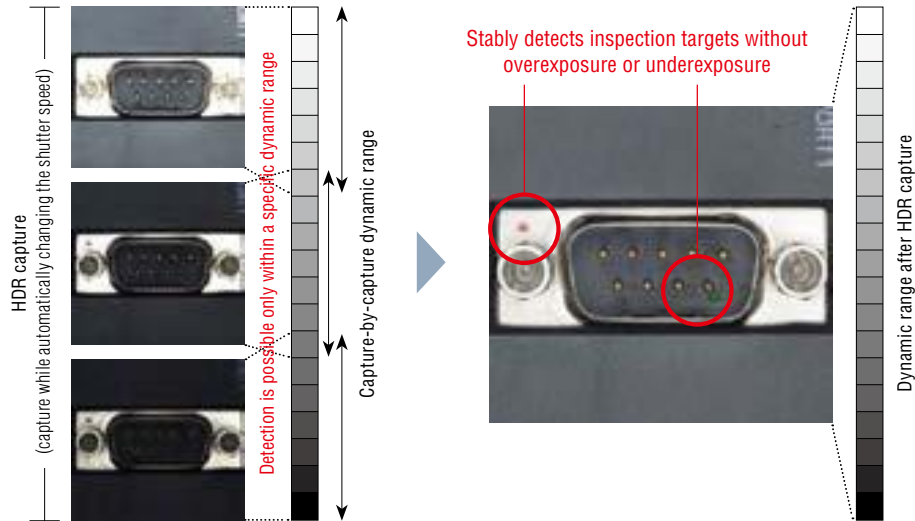 HDR capture
(capture while automatically changing the shutter speed)
Detection is possible only within a specific dynamic range
Capture-by-capture dynamic range
Stably detects inspection targets without
overexposure or underexposure
Dynamic range after HDR capture